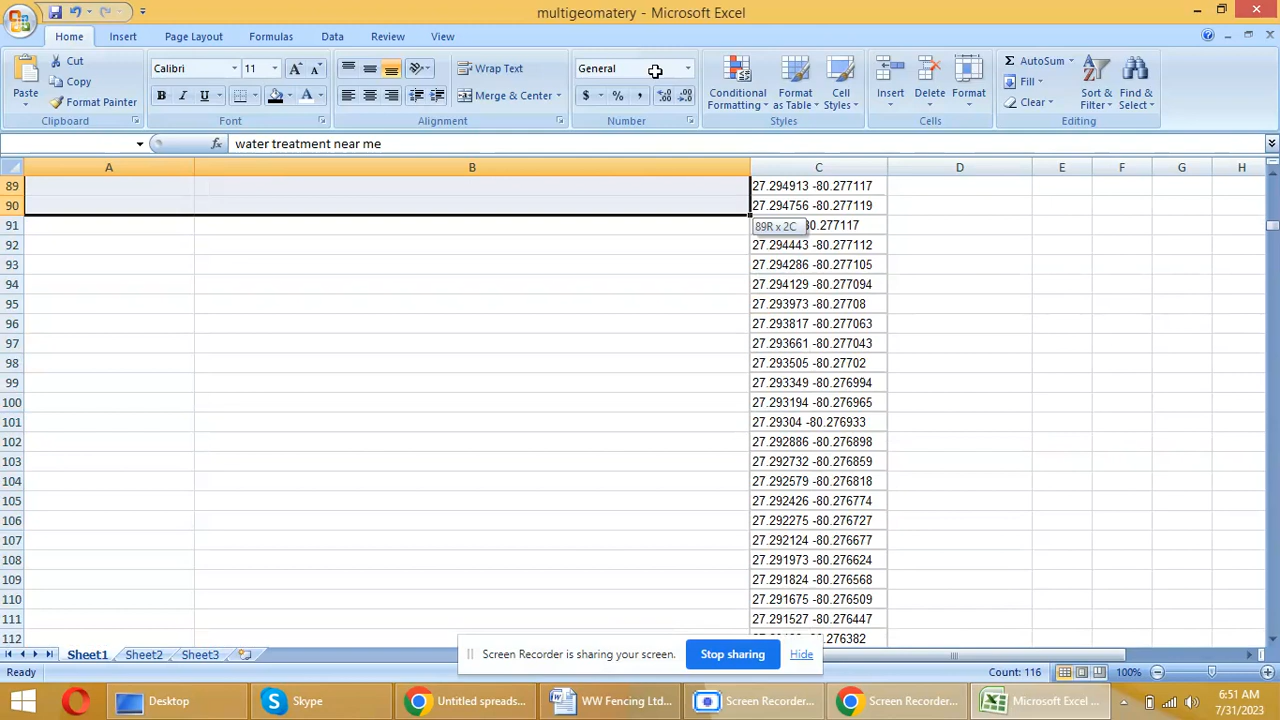 multigeomatery - Microsoft Excel
Home Insert Page Layout Formulas Data Review View
Cut
Copy
Format Painter
Paste
Clipboard
Calibri 11
B I U
Font
Wrap Text
Merge & Center
Alignment
General
$ % ,
Number
Conditional Formatting
Format as Table
Cell Styles
Styles
Insert Delete Format
Cells
AutoSum
Fill
Clear
Sort & Filter
Find & Select
Editing
fx water treatment near me
A B C D E F G H
89 27.294913 -80.277117
90 27.294756 -80.277119
91 89R x 2C 80.277117
92 27.294443 -80.277112
93 27.294286 -80.277105
94 27.294129 -80.277094
95 27.293973 -80.27708
96 27.293817 -80.277063
97 27.293661 -80.277043
98 27.293505 -80.27702
99 27.293349 -80.276994
100 27.293194 -80.276965
101 27.29304 -80.276933
102 27.292886 -80.276898
103 27.292732 -80.276859
104 27.292579 -80.276818
105 27.292426 -80.276774
106 27.292275 -80.276727
107 27.292124 -80.276677
108 27.291973 -80.276624
109 27.291824 -80.276568
110 27.291675 -80.276509
111 27.291527 -80.276447
112 .276382
Screen Recorder is sharing your screen. Stop sharing Hide
Sheet1 Sheet2 Sheet3
Ready Count: 116 100%
Desktop Skype Untitled spreads... WW Fencing Ltd... Screen Recorder... Screen Recorder... Microsoft Excel ...
6:51 AM
7/31/2023